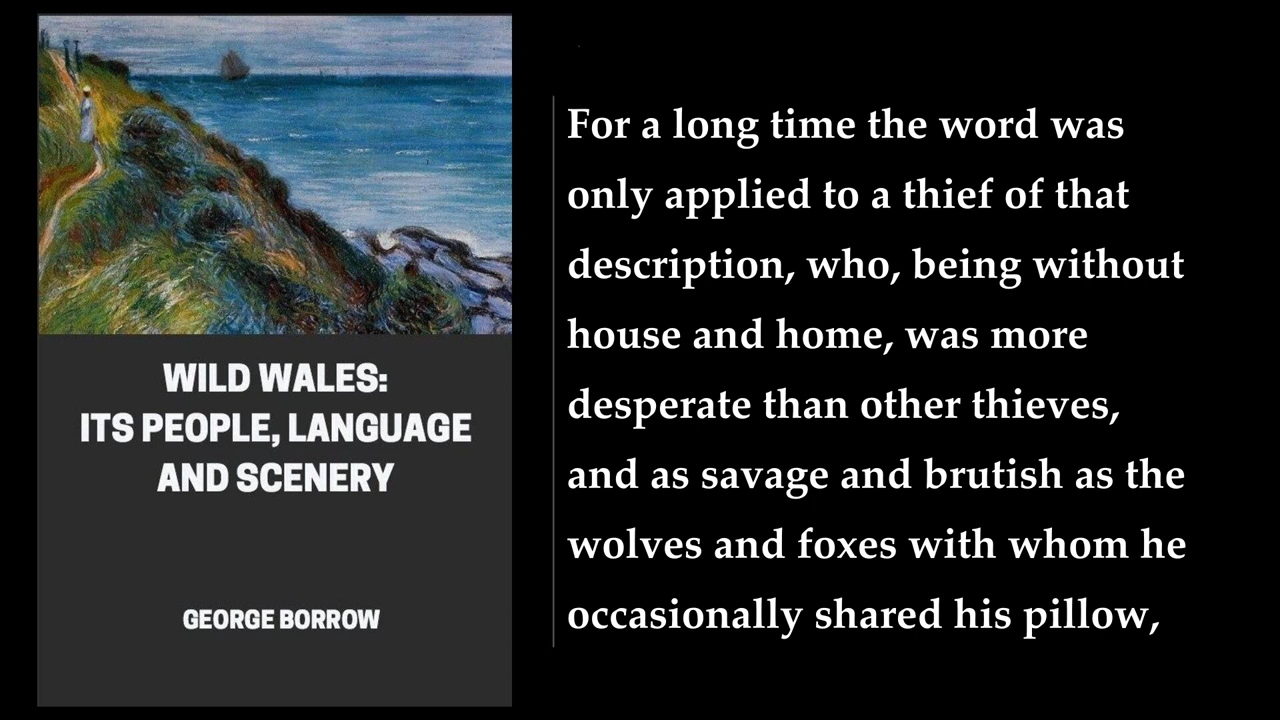 WILD WALES:
ITS PEOPLE, LANGUAGE
AND SCENERY
GEORGE BORROW
For a long time the word was
only applied to a thief of that
description, who, being without
house and home, was more
desperate than other thieves,
and as savage and brutish as the
wolves and foxes with whom he
occasionally shared his pillow,